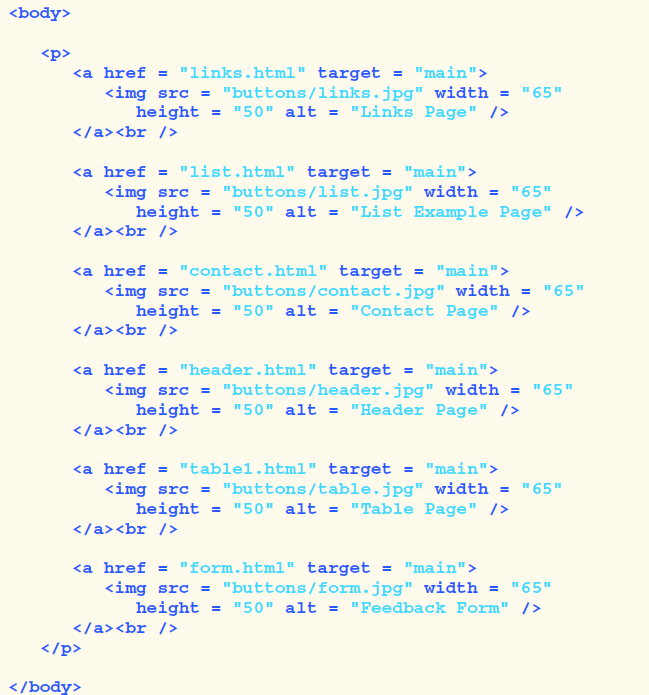 <body>
<p>
<a href = "links.html" target = "main">
<img src = "buttons/links.jpg" width = "65"
height = "50" alt = "Links Page" />
</a><br />
<a href = "list.html" target = "main">
<img src = "buttons/list.jpg" width = "65"
height = "50" alt = "List Example Page" />
</a><br />
<a href = "contact.html" target = "main">
<img src = "buttons/contact.jpg" width = "65"
height = "50" alt = "Contact Page" />
</a><br />
<a href = "header.html" target = "main">
<img src = "buttons/header.jpg" width = "65"
height = "50" alt = "Header Page" />
</a><br />
<a href = "table1.html" target = "main">
<img src = "buttons/table.jpg" width = "65"
height = "50" alt = "Table Page" />
</a><br />
<a href = "form.html" target = "main">
<img src = "buttons/form.jpg" width = "65"
height = "50" alt = "Feedback Form" />
</a><br />
</p>
</body>